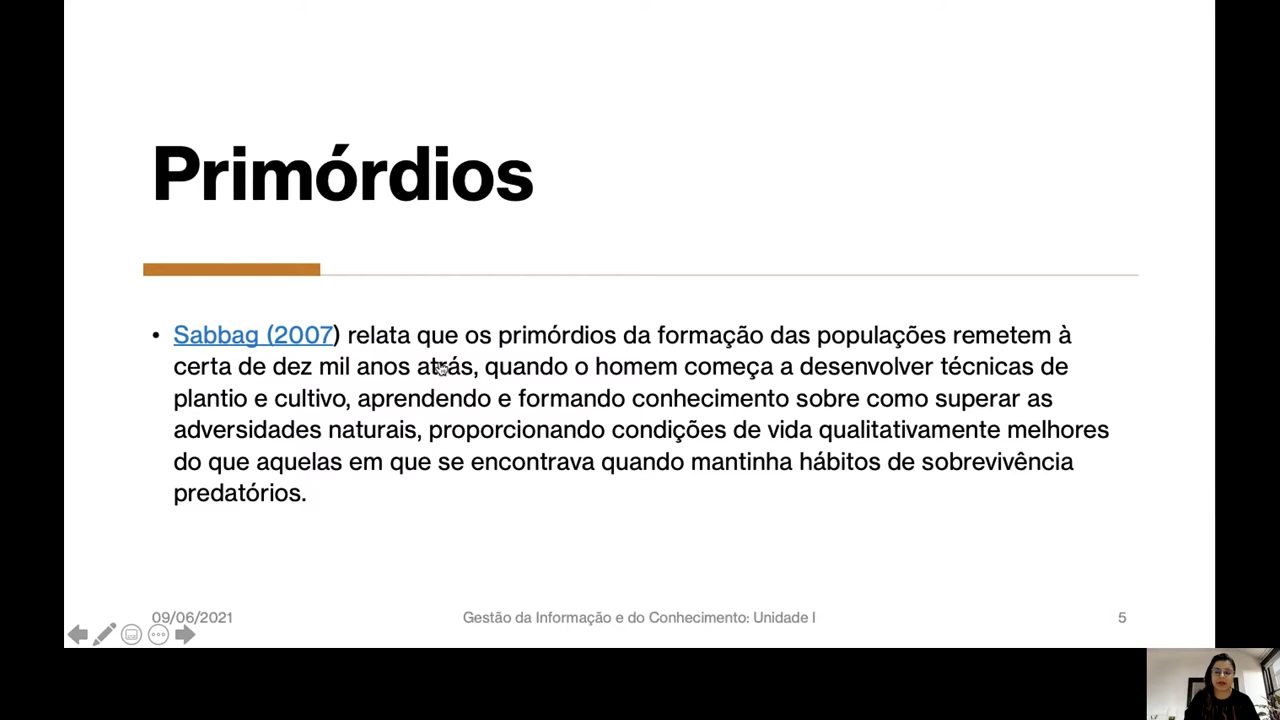 Primórdios
• Sabbag (2007) relata que os primórdios da formação das populações remetem à
certa de dez mil anos atrás, quando o homem começa a desenvolver técnicas de
plantio e cultivo, aprendendo e formando conhecimento sobre como superar as
adversidades naturais, proporcionando condições de vida qualitativamente melhores
do que aquelas em que se encontrava quando mantinha hábitos de sobrevivência
predatórios.
09/06/2021
Gestão da Informação e do Conhecimento: Unidade I
5